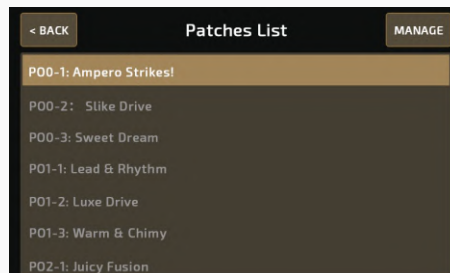 < BACK
Patches List
MANAGE
P00-1: Ampero Strikes!
P00-2: Slike Drive
P00-3: Sweet Dream
P01-1: Lead & Rhythm
P01-2: Luxe Drive
P01-3: Warm & Chimy
P02-1: Juicy Fusion